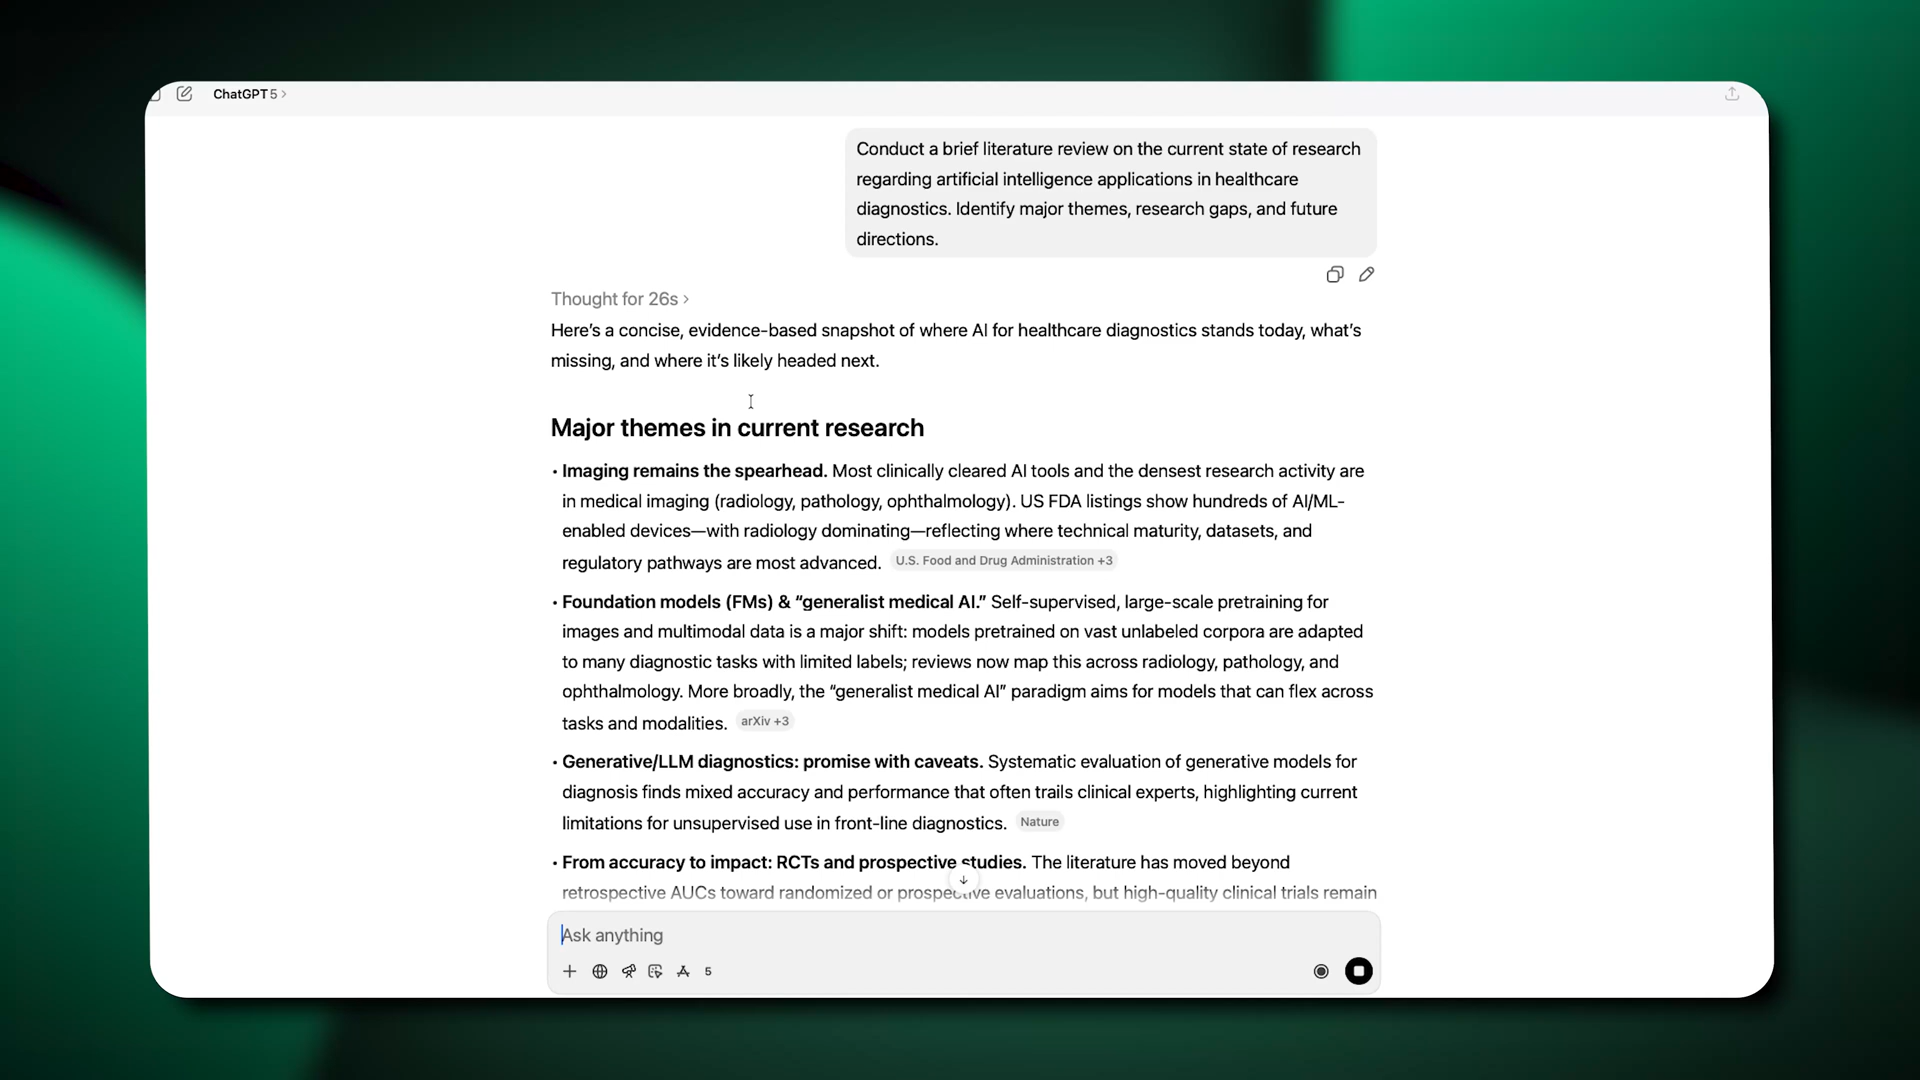 ChatGPT 5 >
Conduct a brief literature review on the current state of research
regarding artificial intelligence applications in healthcare
diagnostics. Identify major themes, research gaps, and future
directions.
Thought for 26s >
Here’s a concise, evidence-based snapshot of where AI for healthcare diagnostics stands today, what’s
missing, and where it’s likely headed next.
Major themes in current research
• Imaging remains the spearhead. Most clinically cleared AI tools and the densest research activity are
in medical imaging (radiology, pathology, ophthalmology). US FDA listings show hundreds of AI/ML-
enabled devices—with radiology dominating—reflecting where technical maturity, datasets, and
regulatory pathways are most advanced. U.S. Food and Drug Administration +3
• Foundation models (FMs) & “generalist medical AI.” Self-supervised, large-scale pretraining for
images and multimodal data is a major shift: models pretrained on vast unlabeled corpora are adapted
to many diagnostic tasks with limited labels; reviews now map this across radiology, pathology, and
ophthalmology. More broadly, the “generalist medical AI” paradigm aims for models that can flex across
tasks and modalities. arXiv +3
• Generative/LLM diagnostics: promise with caveats. Systematic evaluation of generative models for
diagnosis finds mixed accuracy and performance that often trails clinical experts, highlighting current
limitations for unsupervised use in front-line diagnostics. Nature
• From accuracy to impact: RCTs and prospective studies. The literature has moved beyond
retrospective AUCs toward randomized or prospective evaluations, but high-quality clinical trials remain
Ask anything
5